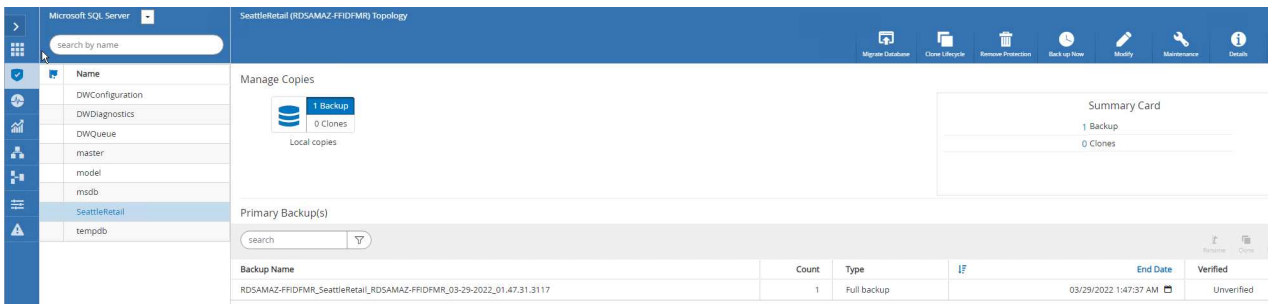 Microsoft SQL Server
SeattleRetail (RDSAMAZ-FFIDFMR) Topology
search by name
Migrate Database
Clone Lifecycle
Remove Protection
Back up Now
Modify
Maintenance
Details
Name
DWConfiguration
DWDiagnostics
DWQueue
master
model
msdb
SeattleRetail
tempdb
Manage Copies
1 Backup
0 Clones
Local copies
Summary Card
1 Backup
0 Clones
Primary Backup(s)
search
Rename
Clone
Backup Name Count Type End Date Verified
RDSAMAZ-FFIDFMR_SeattleRetail_RDSAMAZ-FFIDFMR_03-29-2022_01.47.31.3117 1 Full backup 03/29/2022 1:47:37 AM Unverified